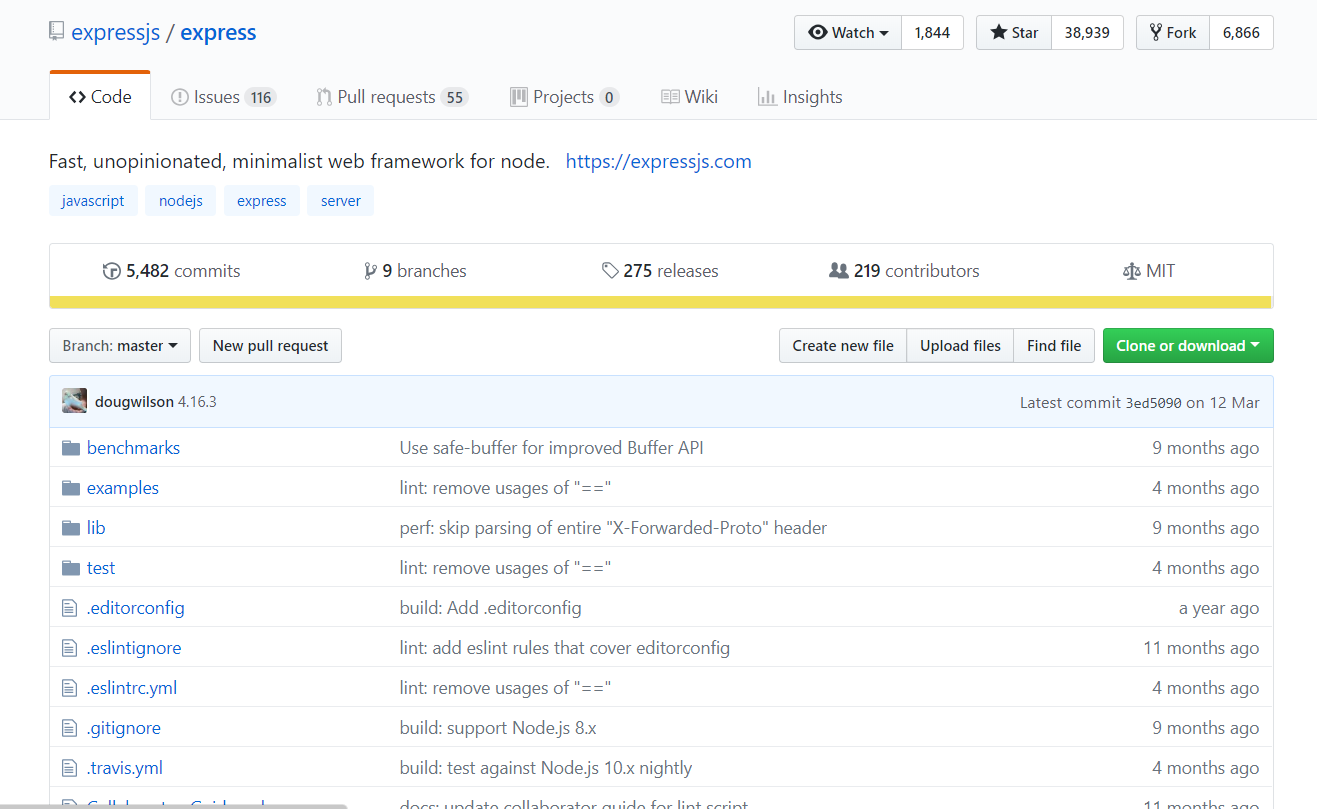 expressjs / express
Watch 1,844 Star 38,939 Fork 6,866
Code Issues 116 Pull requests 55 Projects 0 Wiki Insights
Fast, unopinionated, minimalist web framework for node. https://expressjs.com
javascript nodejs express server
5,482 commits 9 branches 275 releases 219 contributors MIT
Branch: master New pull request Create new file Upload files Find file Clone or download
dougwilson 4.16.3 Latest commit 3ed5090 on 12 Mar
benchmarks Use safe-buffer for improved Buffer API 9 months ago
examples lint: remove usages of "==" 4 months ago
lib perf: skip parsing of entire "X-Forwarded-Proto" header 9 months ago
test lint: remove usages of "==" 4 months ago
.editorconfig build: Add .editorconfig a year ago
.eslintignore lint: add eslint rules that cover editorconfig 11 months ago
.eslintrc.yml lint: remove usages of "==" 4 months ago
.gitignore build: support Node.js 8.x 9 months ago
.travis.yml build: test against Node.js 10.x nightly 4 months ago
docs: update collaborator guide for lint script 11 months ago